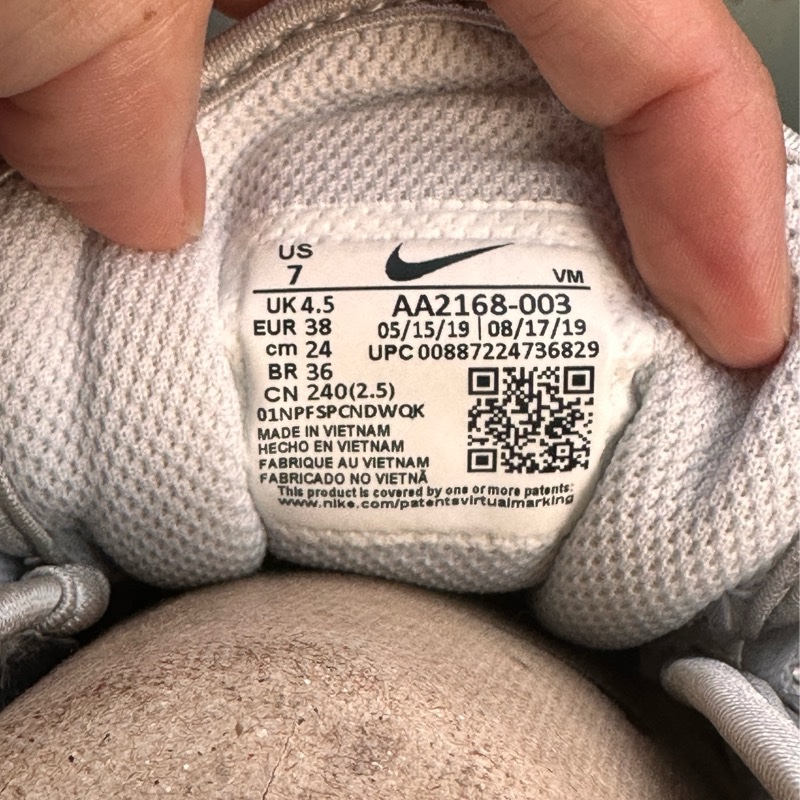 US
7
VM
UK 4.5
AA2168-003
EUR 38
05/15/19 | 08/17/19
cm 24
UPC 00887224736829
BR 36
CN 240(2.5)
01NPFSPCNDWQK
MADE IN VIETNAM
HECHO EN VIETNAM
FABRIQUE AU VIETNAM
FABRICADO NO VIETNÃ
This product is covered by one or more patents:
www.nike.com/patentsvirtualmarking